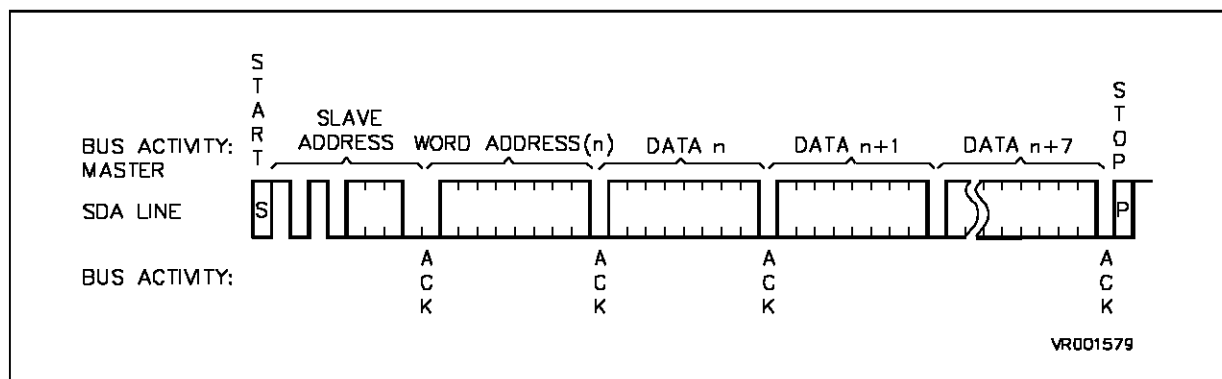 START
STOP
SLAVE
ADDRESS
WORD ADDRESS(n)
DATA n
DATA n+1
DATA n+7
BUS ACTIVITY:
MASTER
SDA LINE
S
P
BUS ACTIVITY:
ACK
ACK
ACK
ACK
VR001579